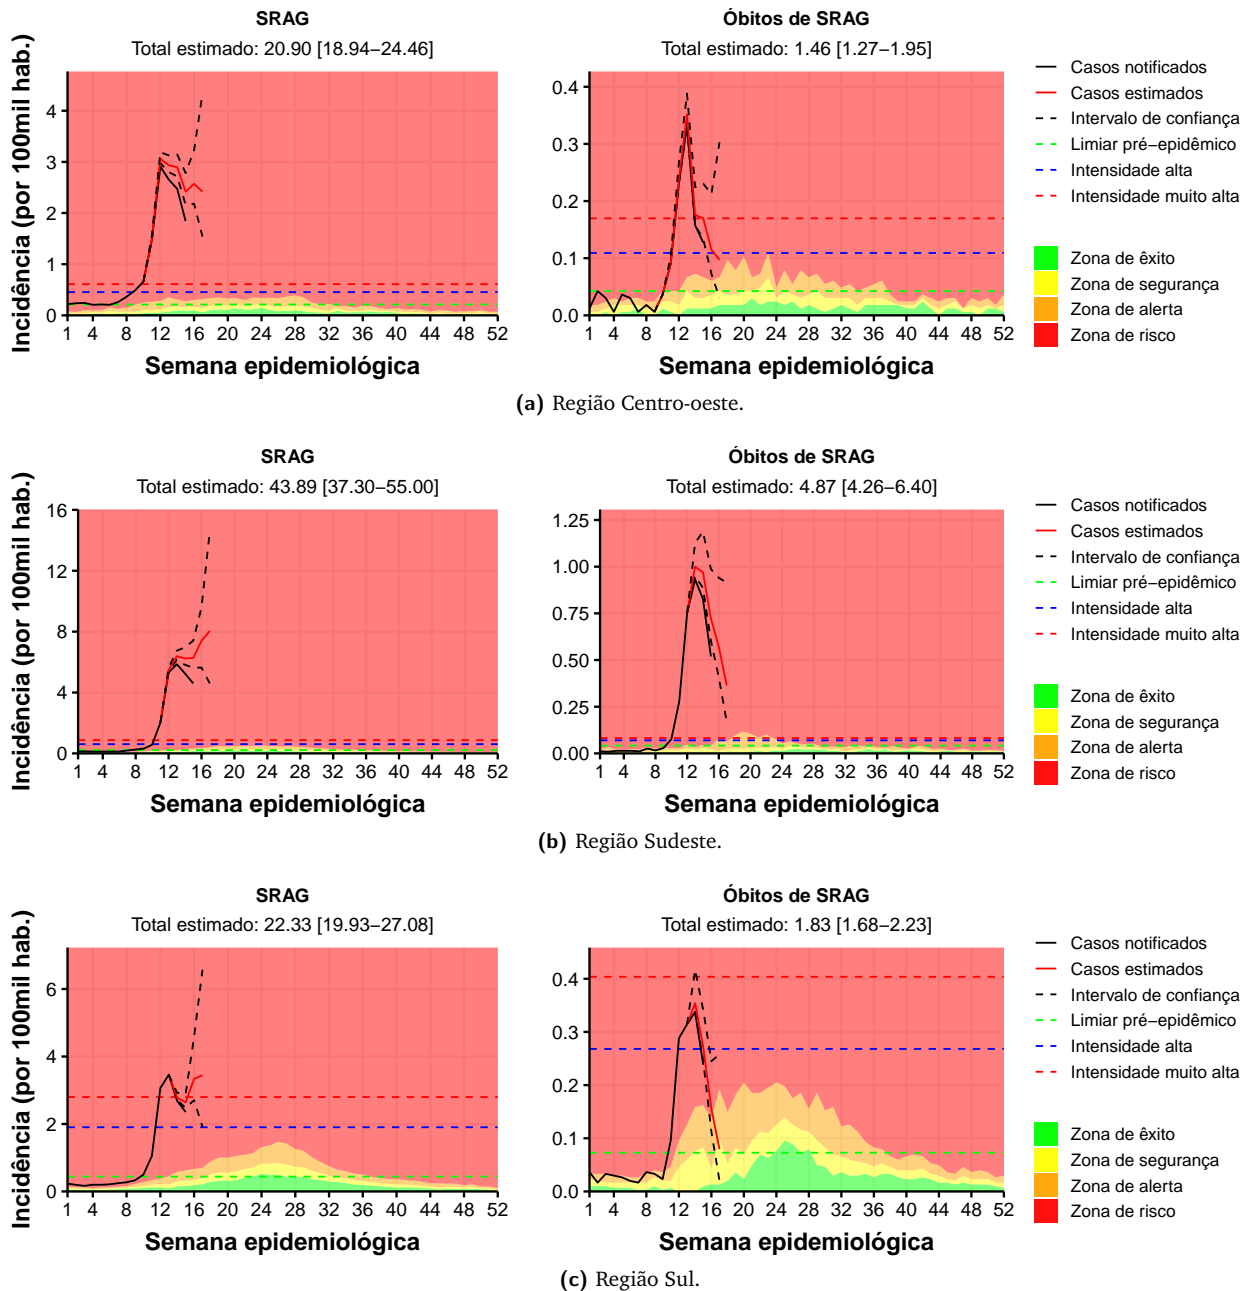 SRAG
Total estimado: 20.90 [18.94−24.46]
Incidência (por 100mil hab.)
4
3
2
1
0
1 4 8 12 16 20 24 28 32 36 40 44 48 52
Semana epidemiológica
Óbitos de SRAG
Total estimado: 1.46 [1.27−1.95]
0.4
0.3
0.2
0.1
0.0
1 4 8 12 16 20 24 28 32 36 40 44 48 52
Semana epidemiológica
Casos notificados
Casos estimados
Intervalo de confiança
Limiar pré−epidêmico
Intensidade alta
Intensidade muito alta
Zona de êxito
Zona de segurança
Zona de alerta
Zona de risco
(a) Região Centro-oeste.
SRAG
Total estimado: 43.89 [37.30−55.00]
Incidência (por 100mil hab.)
16
12
8
4
0
1 4 8 12 16 20 24 28 32 36 40 44 48 52
Semana epidemiológica
Óbitos de SRAG
Total estimado: 4.87 [4.26−6.40]
1.25
1.00
0.75
0.50
0.25
0.00
1 4 8 12 16 20 24 28 32 36 40 44 48 52
Semana epidemiológica
Casos notificados
Casos estimados
Intervalo de confiança
Limiar pré−epidêmico
Intensidade alta
Intensidade muito alta
Zona de êxito
Zona de segurança
Zona de alerta
Zona de risco
(b) Região Sudeste.
SRAG
Total estimado: 22.33 [19.93−27.08]
Incidência (por 100mil hab.)
6
4
2
0
1 4 8 12 16 20 24 28 32 36 40 44 48 52
Semana epidemiológica
Óbitos de SRAG
Total estimado: 1.83 [1.68−2.23]
0.4
0.3
0.2
0.1
0.0
1 4 8 12 16 20 24 28 32 36 40 44 48 52
Semana epidemiológica
Casos notificados
Casos estimados
Intervalo de confiança
Limiar pré−epidêmico
Intensidade alta
Intensidade muito alta
Zona de êxito
Zona de segurança
Zona de alerta
Zona de risco
(c) Região Sul.